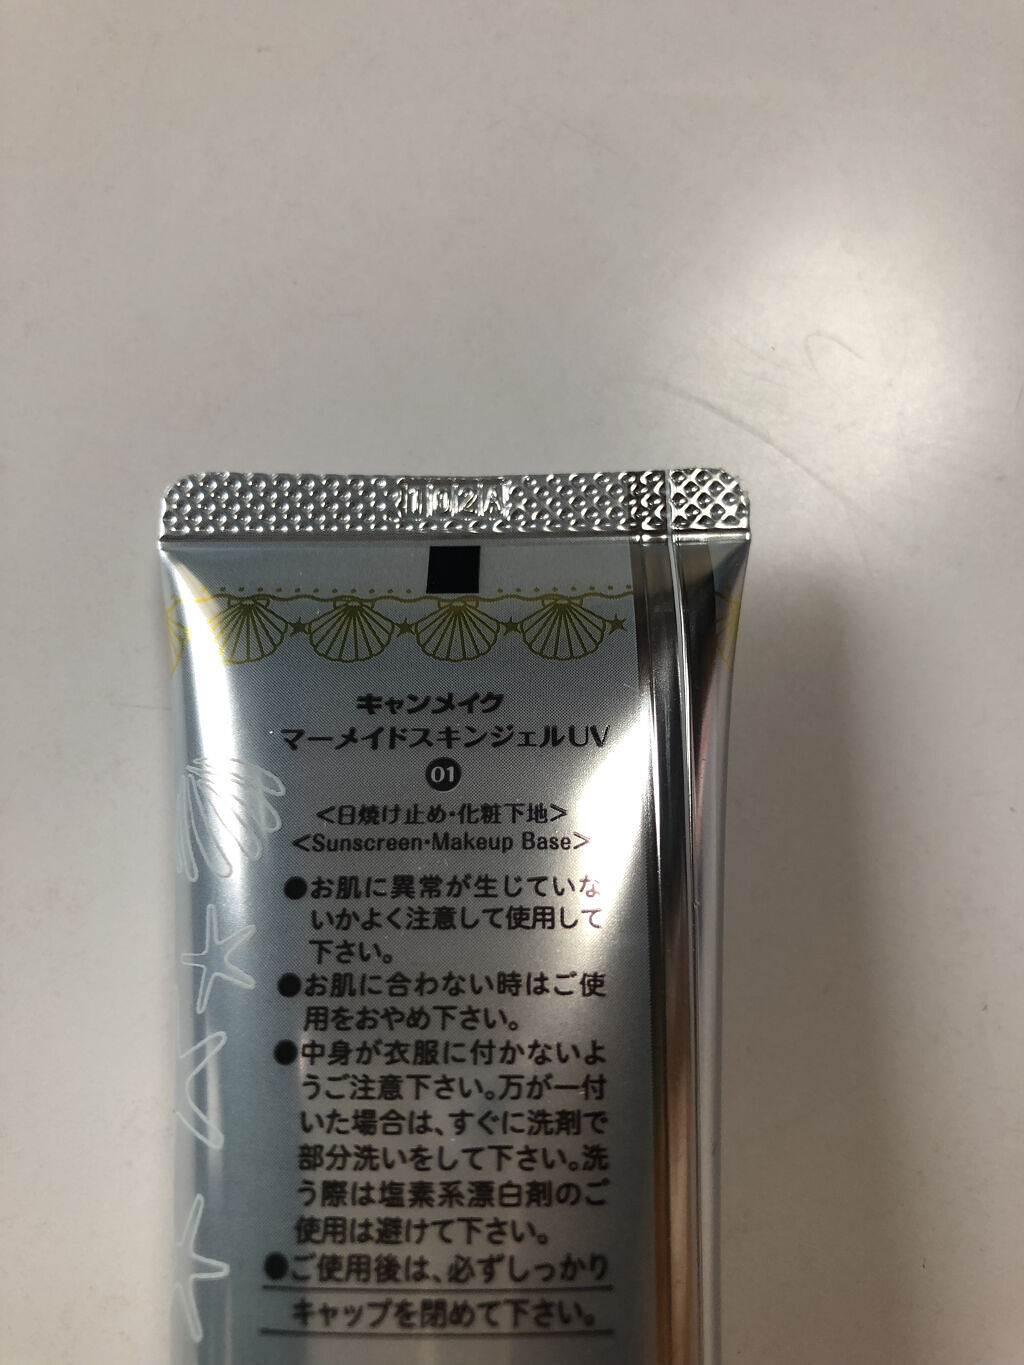 1102A
キャンメイク
マーメイドスキンジェルUV
01
<日焼け止め・化粧下地>
<Sunscreen・Makeup Base>
●お肌に異常が生じていな
いかよく注意して使用して
下さい。
●お肌に合わない時はご使
用をおやめ下さい。
●中身が衣服に付かないよ
うご注意下さい。万が一付
いた場合は、すぐに洗剤で
部分洗いをして下さい。洗
う際は塩素系漂白剤のご
使用は避けて下さい。
●ご使用後は、必ずしっかり
キャップを閉めて下さい。